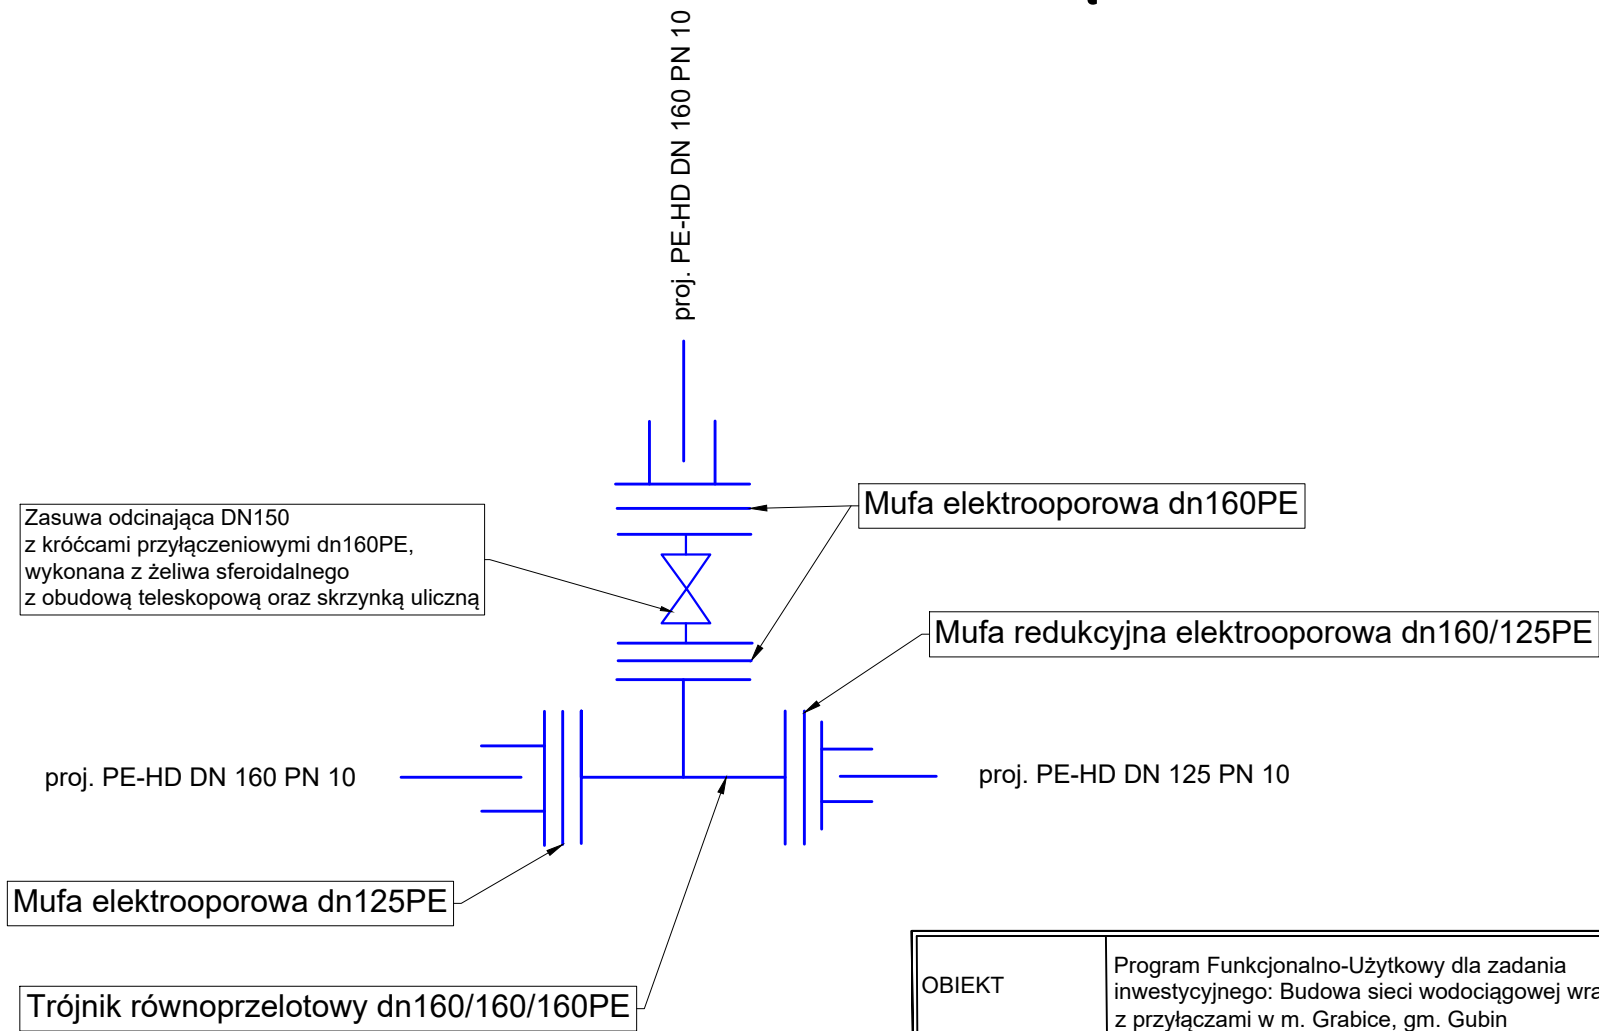 proj. PE-HD DN 160 PN 10
Zasuwa odcinająca DN150
z króćcami przyłączeniowymi dn160PE,
wykonana z żeliwa sferoidalnego
z obudową teleskopową oraz skrzynką uliczną
Mufa elektrooporowa dn160PE
Mufa redukcyjna elektrooporowa dn160/125PE
proj. PE-HD DN 160 PN 10
proj. PE-HD DN 125 PN 10
Mufa elektrooporowa dn125PE
Trójnik równoprzelotowy dn160/160/160PE
OBIEKT
Program Funkcjonalno-Użytkowy dla zadania
inwestycyjnego: Budowa sieci wodociągowej wra
z przyłączami w m. Grabice, gm. Gubin